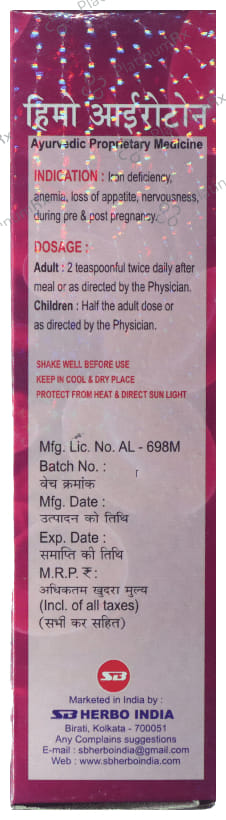 हिमो आईरोटोन
Ayurvedic Proprietary Medicine
INDICATION : Iron deficiency,
anemia, loss of appatite, nervousness,
during pre & post pregnancy.
DOSAGE :
Adult : 2 teaspoonful twice daily after
meal or as directed by the Physician.
Children : Half the adult dose or
as directed by the Physician.
SHAKE WELL BEFORE USE
KEEP IN COOL & DRY PLACE
PROTECT FROM HEAT & DIRECT SUN LIGHT
Mfg. Lic. No. AL - 698M
Batch No. :
वेच क्रमांक
Mfg. Date :
उत्पादन की तिथि
Exp. Date :
समाप्ति की तिथि
M.R.P. ₹ :
अधिकतम खुदरा मुल्य
(Incl. of all taxes)
(सभी कर सहित)
SB
Marketed in India by :
SB HERBO INDIA
Birati, Kolkata - 700051
Any Complains suggestions
E-mail : sbherboindia@gmail.com
Web : www.sbherboindia.com